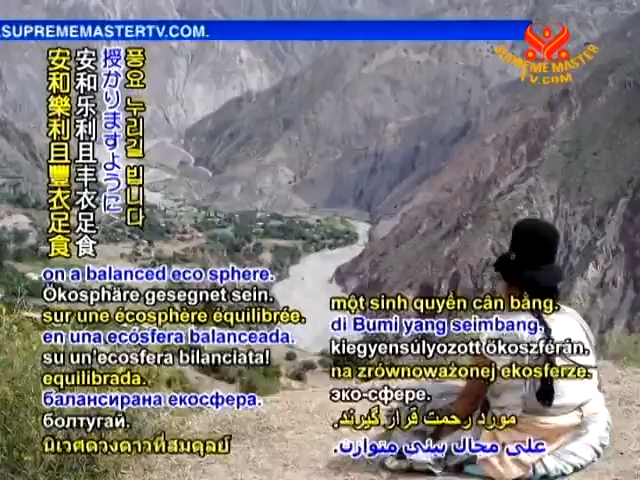 SUPREMEMASTERTV.COM.
SUPREME MASTER
TV.COM
安和樂利且豐衣足食
安和乐利且丰衣足食
授かりますように
풍요 누리길 빕니다
on a balanced eco sphere.
Ökosphäre gesegnet sein.
sur une écosphère équilibrée.
en una ecósfera balanceada.
su un'ecosfera bilanciata!
equilibrada.
балансирана екосфера.
болтугай.
นิเวศดวงดาวที่สมดุลย์
một sinh quyển cân bằng.
di Bumi yang seimbang.
kiegyensúlyozott ökoszférán.
na zrównoważonej ekosferze.
эко-сфере.
مورد رحمت قرار گیرند.
على مجال بيئي متوازن.